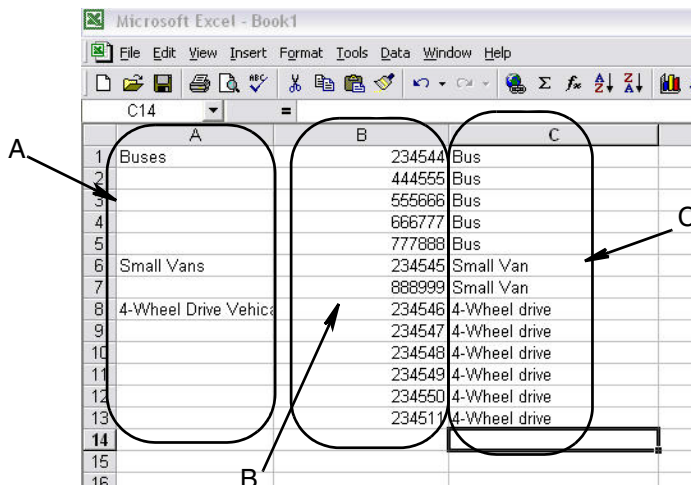 Microsoft Excel - Book1
File Edit View Insert Format Tools Data Window Help
ABC Σ fx A Z Z A
C14 =
A B C
1 Buses 234544 Bus
2 444555 Bus
3 555666 Bus
4 666777 Bus
5 777888 Bus
6 Small Vans 234545 Small Van
7 888999 Small Van
8 4-Wheel Drive Vehica 234546 4-Wheel drive
9 234547 4-Wheel drive
10 234548 4-Wheel drive
11 234549 4-Wheel drive
12 234550 4-Wheel drive
13 234511 4-Wheel drive
14
15
16
A
B
C